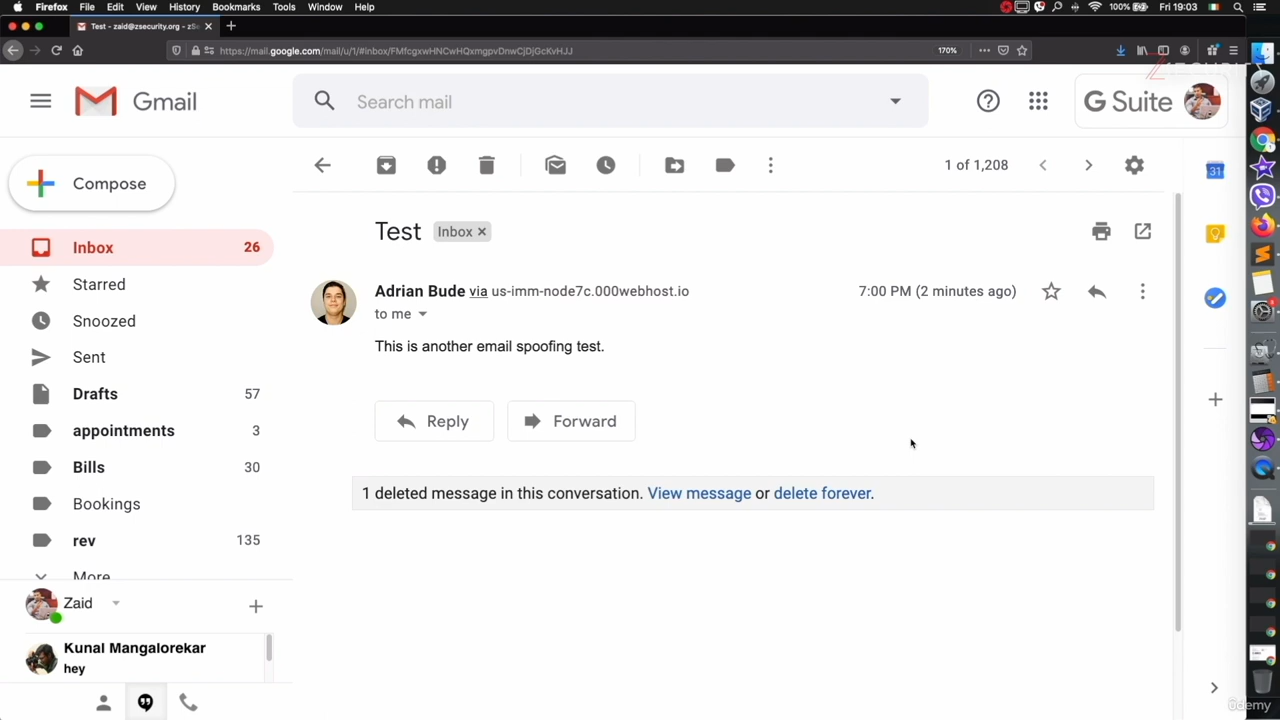 Firefox File Edit View History Bookmarks Tools Window Help 100% Fri 19:03
Test - zaid@zsecurity.org - zS
https://mail.google.com/mail/u/1/#inbox/FMfcgxwHNCwHQxmgpvDnwCjDjGcKvHJJ 170%
Gmail Search mail G Suite
Compose 1 of 1,208
31
Test Inbox
Inbox 26
Starred
Adrian Bude via us-imm-node7c.000webhost.io 7:00 PM (2 minutes ago)
to me
Snoozed
This is another email spoofing test.
Sent
Drafts 57
Reply Forward
appointments 3
Bills 30
1 deleted message in this conversation. View message or delete forever.
Bookings
rev 135
More
Zaid
Kunal Mangalorekar
hey
ûdemy